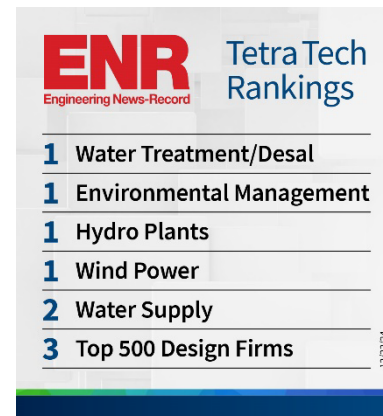 ENR
Engineering News-Record
Tetra Tech
Rankings
1 Water Treatment/Desal
1 Environmental Management
1 Hydro Plants
1 Wind Power
2 Water Supply
3 Top 500 Design Firms